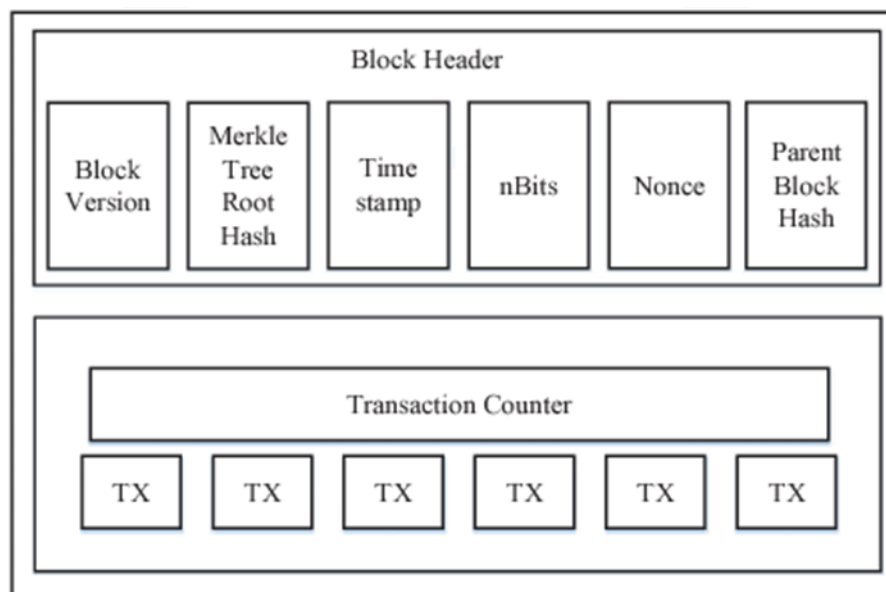 Block Header
Block
Version
Merkle
Tree
Root
Hash
Time
stamp
nBits
Nonce
Parent
Block
Hash
Transaction Counter
TX
TX
TX
TX
TX
TX